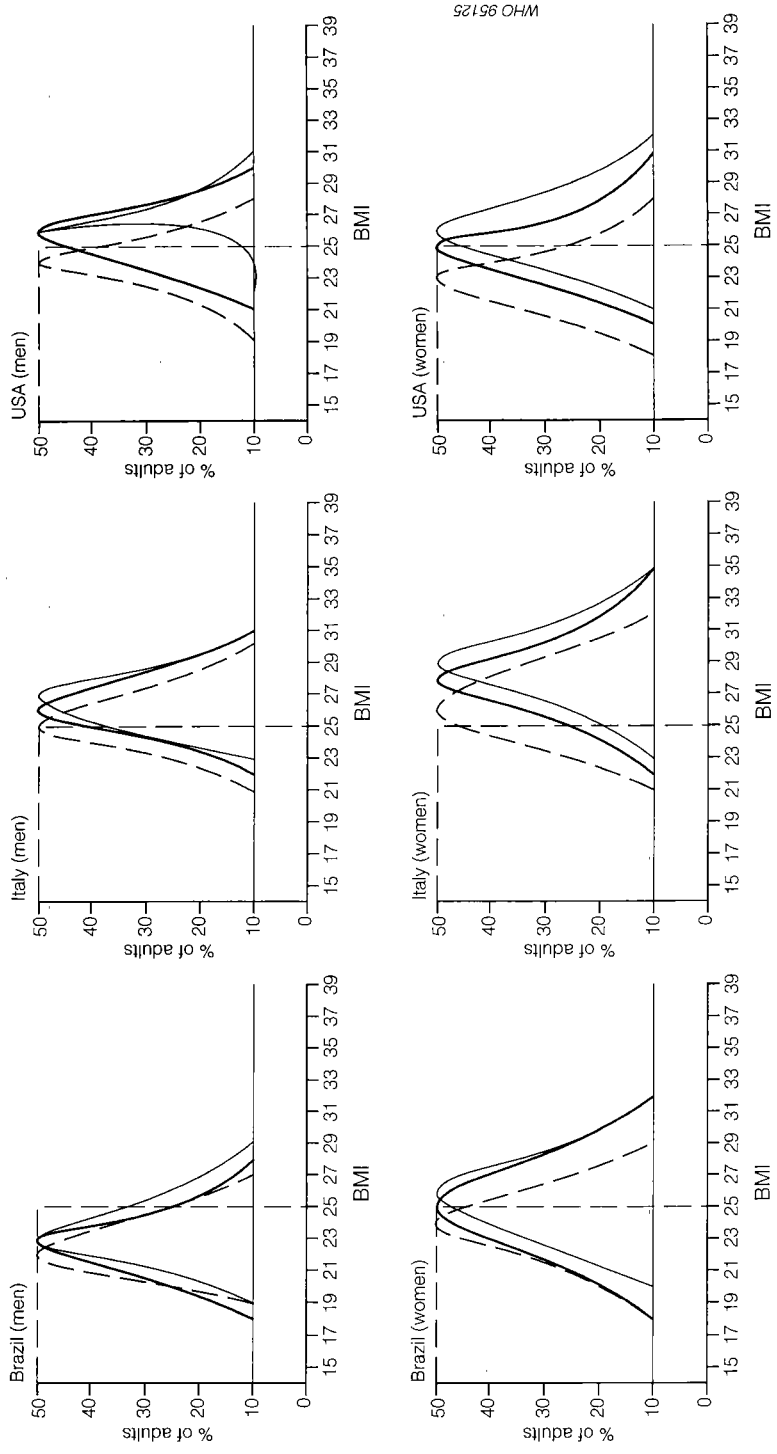 Brazil (men)
% of adults
50
40
30
20
10
0
15 17 19 21 23 25 27 29 31 33 35 37 39
BMI
Italy (men)
% of adults
50
40
30
20
10
0
15 17 19 21 23 25 27 29 31 33 35 37 39
BMI
USA (men)
% of adults
50
40
30
20
10
0
15 17 19 21 23 25 27 29 31 33 35 37 39
BMI
Brazil (women)
% of adults
50
40
30
20
10
0
15 17 19 21 23 25 27 29 31 33 35 37 39
BMI
Italy (women)
% of adults
50
40
30
20
10
0
15 17 19 21 23 25 27 29 31 33 35 37 39
BMI
USA (women)
% of adults
50
40
30
20
10
0
15 17 19 21 23 25 27 29 31 33 35 37 39
BMI
WHO 95125